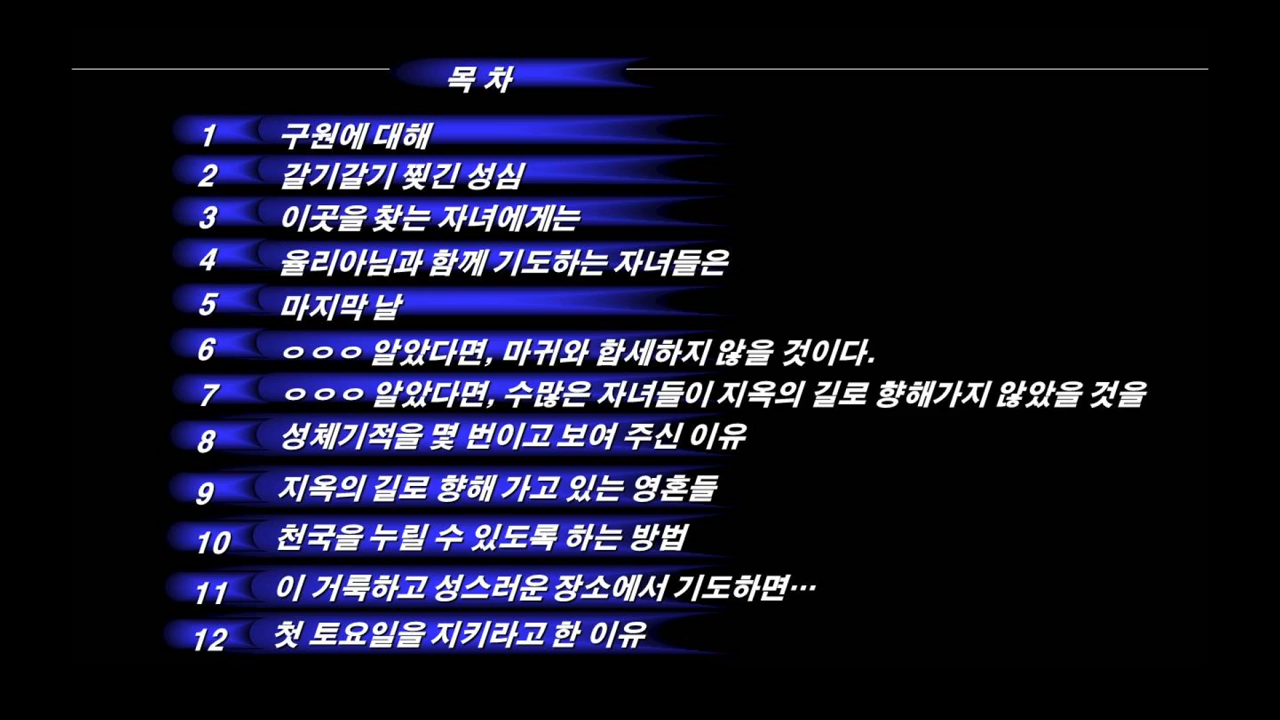 목 차
1 구원에 대해
2 갈기갈기 찢긴 성심
3 이곳을 찾는 자녀에게는
4 율리아님과 함께 기도하는 자녀들은
5 마지막 날
6 ㅇㅇㅇ 알았다면, 마귀와 합세하지 않을 것이다.
7 ㅇㅇㅇ 알았다면, 수많은 자녀들이 지옥의 길로 향해가지 않았을 것을
8 성체기적을 몇 번이고 보여 주신 이유
9 지옥의 길로 향해 가고 있는 영혼들
10 천국을 누릴 수 있도록 하는 방법
11 이 거룩하고 성스러운 장소에서 기도하면…
12 첫 토요일을 지키라고 한 이유